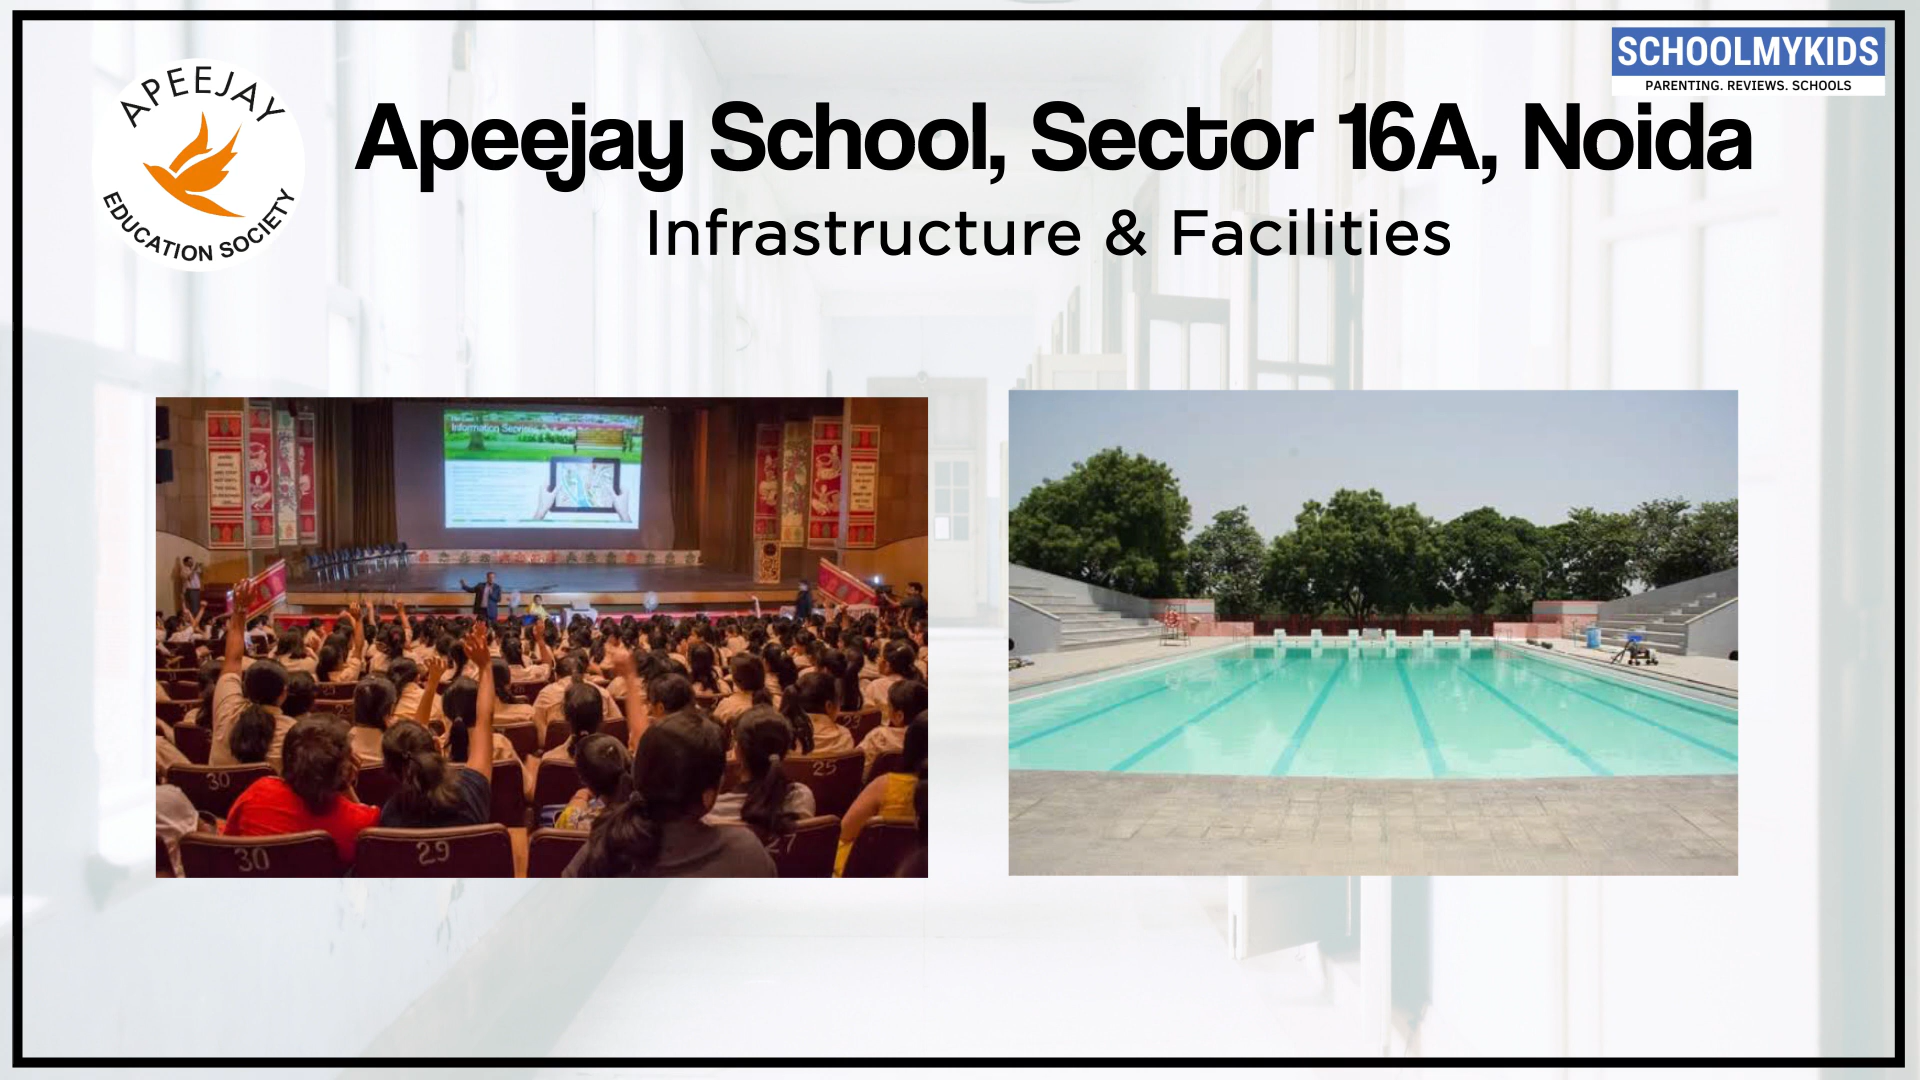 APEEJAY
EDUCATION SOCIETY
SCHOOLMYKIDS
PARENTING. REVIEWS. SCHOOLS
Apeejay School, Sector 16A, Noida
Infrastructure & Facilities
Information Services
30
25
30
29
27